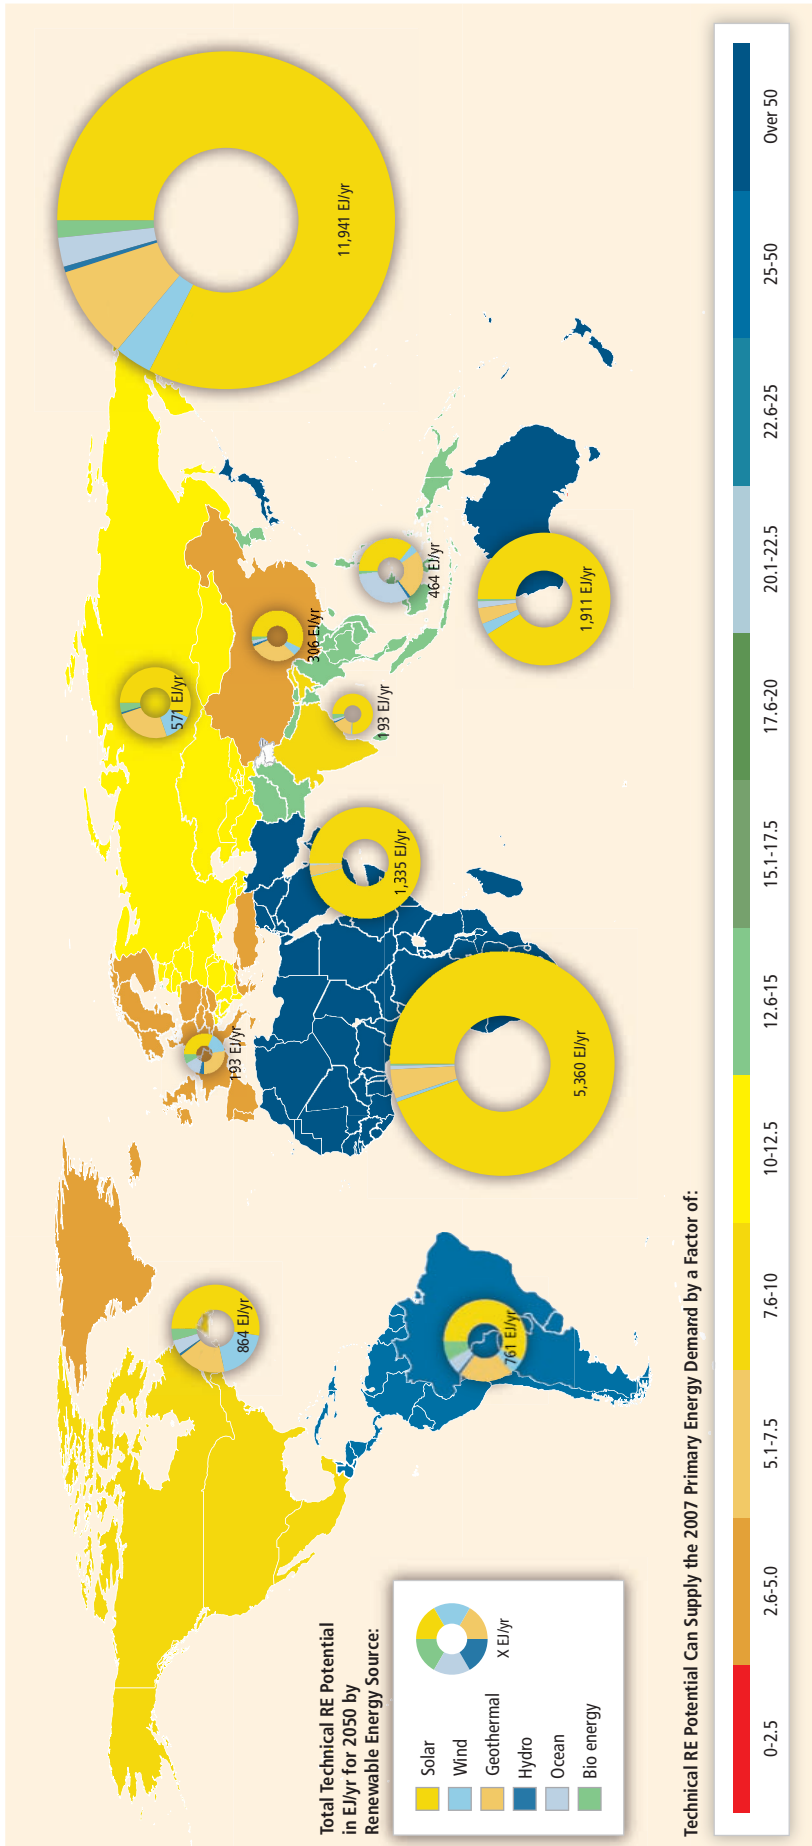 11,941 EJ/yr
571 EJ/yr
306 EJ/yr
464 EJ/yr
193 EJ/yr
1,911 EJ/yr
1,335 EJ/yr
193 EJ/yr
5,360 EJ/yr
864 EJ/yr
761 EJ/yr
Total Technical RE Potential
in EJ/yr for 2050 by
Renewable Energy Source:
Solar
Wind
Geothermal
Hydro
Ocean
Bio energy
X EJ/yr
Technical RE Potential Can Supply the 2007 Primary Energy Demand by a Factor of:
0-2.5
2.6-5.0
5.1-7.5
7.6-10
10-12.5
12.6-15
15.1-17.5
17.6-20
20.1-22.5
22.6-25
25-50
Over 50